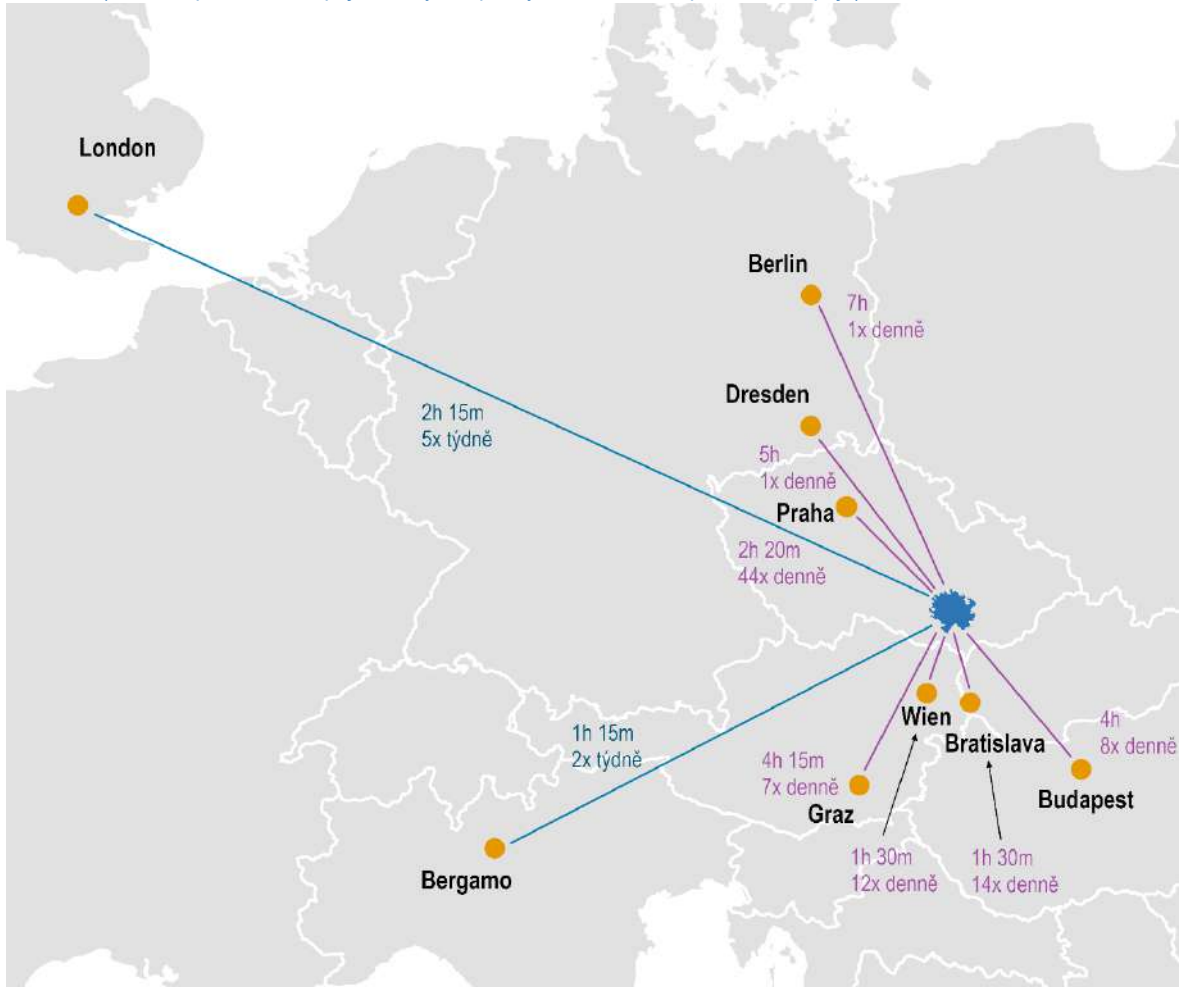 London
Berlin
7h
1x denně
Dresden
2h 15m
5x týdně
5h
1x denně
Praha
2h 20m
44x denně
Wien
Bratislava
1h 15m
2x týdně
4h
8x denně
4h 15m
7x denně
Graz
Budapest
1h 30m
12x denně
1h 30m
14x denně
Bergamo